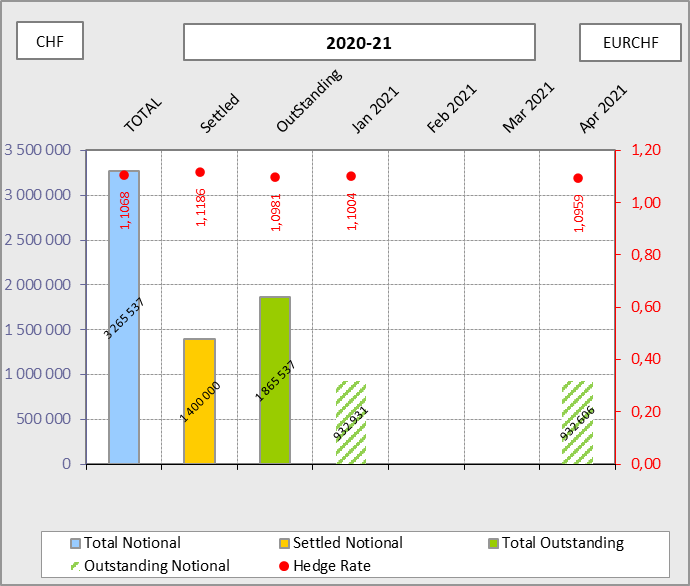 CHF
2020-21
EURCHF
TOTAL
Settled
OutStanding
Jan 2021
Feb 2021
Mar 2021
Apr 2021
3 500 000
3 000 000
2 500 000
2 000 000
1 500 000
1 000 000
500 000
0
1,1068
1,1186
1,0981
1,1004
1,0959
3 265 537
1 400 000
1 865 537
932 931
932 606
1,20
1,00
0,80
0,60
0,40
0,20
0,00
Total Notional
Settled Notional
Total Outstanding
Outstanding Notional
Hedge Rate